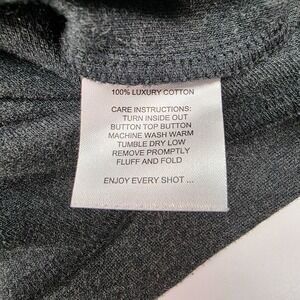 100% LUXURY COTTON
CARE INSTRUCTIONS:
TURN INSIDE OUT
BUTTON TOP BUTTON
MACHINE WASH WARM
TUMBLE DRY LOW
REMOVE PROMPTLY
FLUFF AND FOLD
ENJOY EVERY SHOT ...